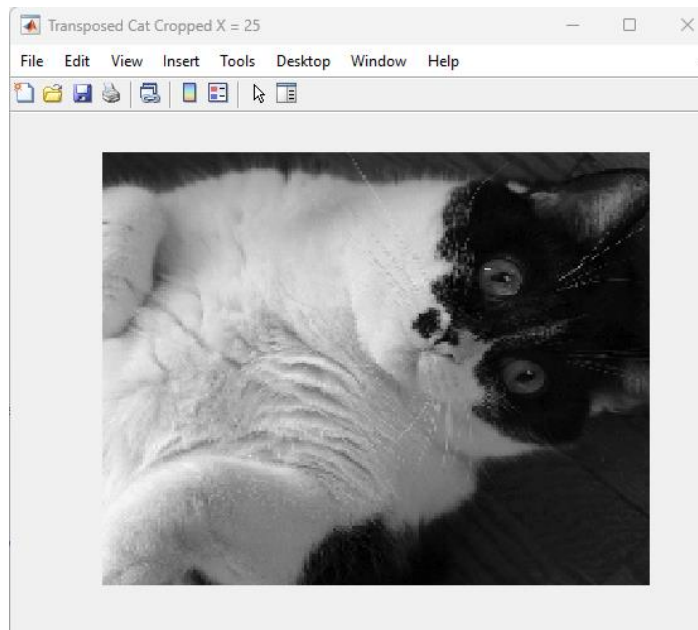 Transposed Cat Cropped X = 25
File Edit View Insert Tools Desktop Window Help